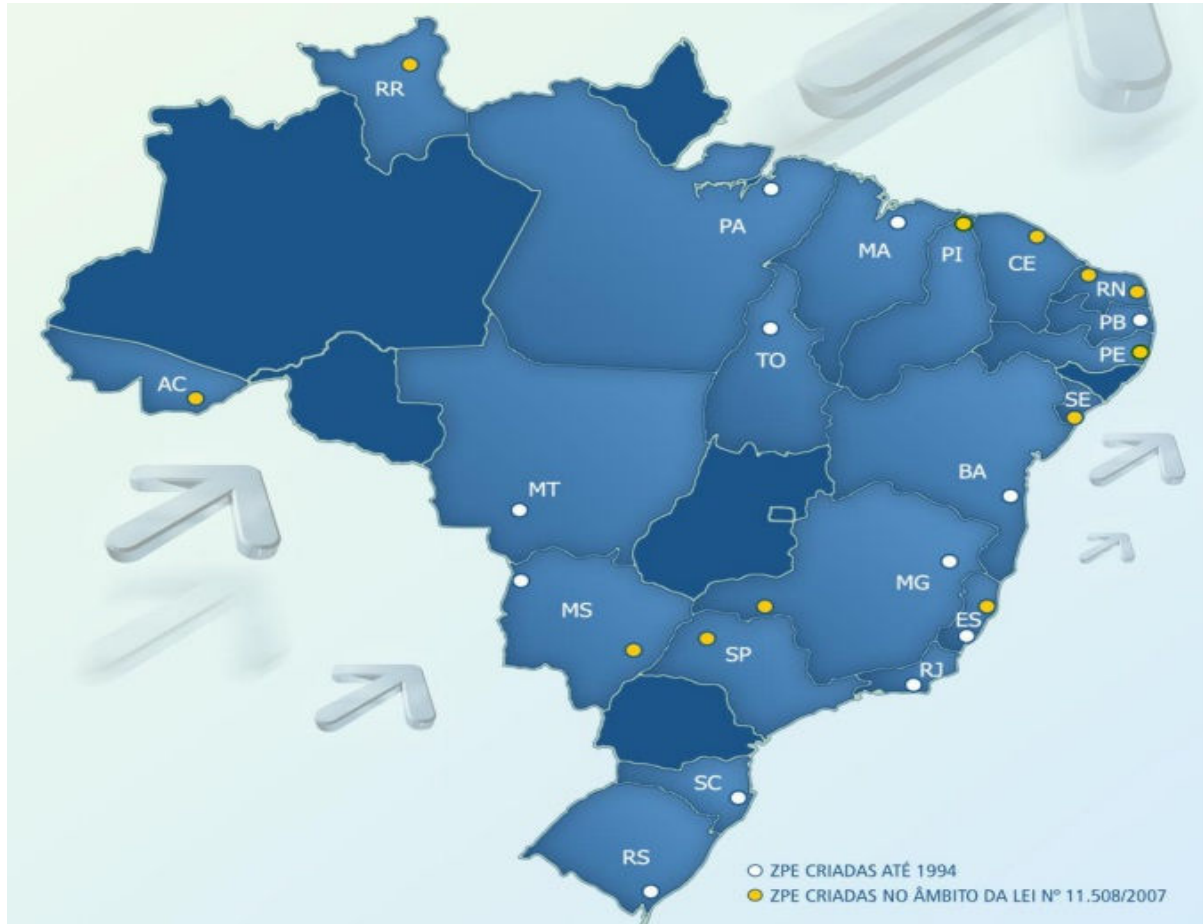 RR
PA
MA
PI
CE
RN
PB
PE
AC
TO
SE
MT
BA
MS
MG
ES
SP
RJ
SC
RS
ZPE CRIADAS ATÉ 1994
ZPE CRIADAS NO ÂMBITO DA LEI Nº 11.508/2007